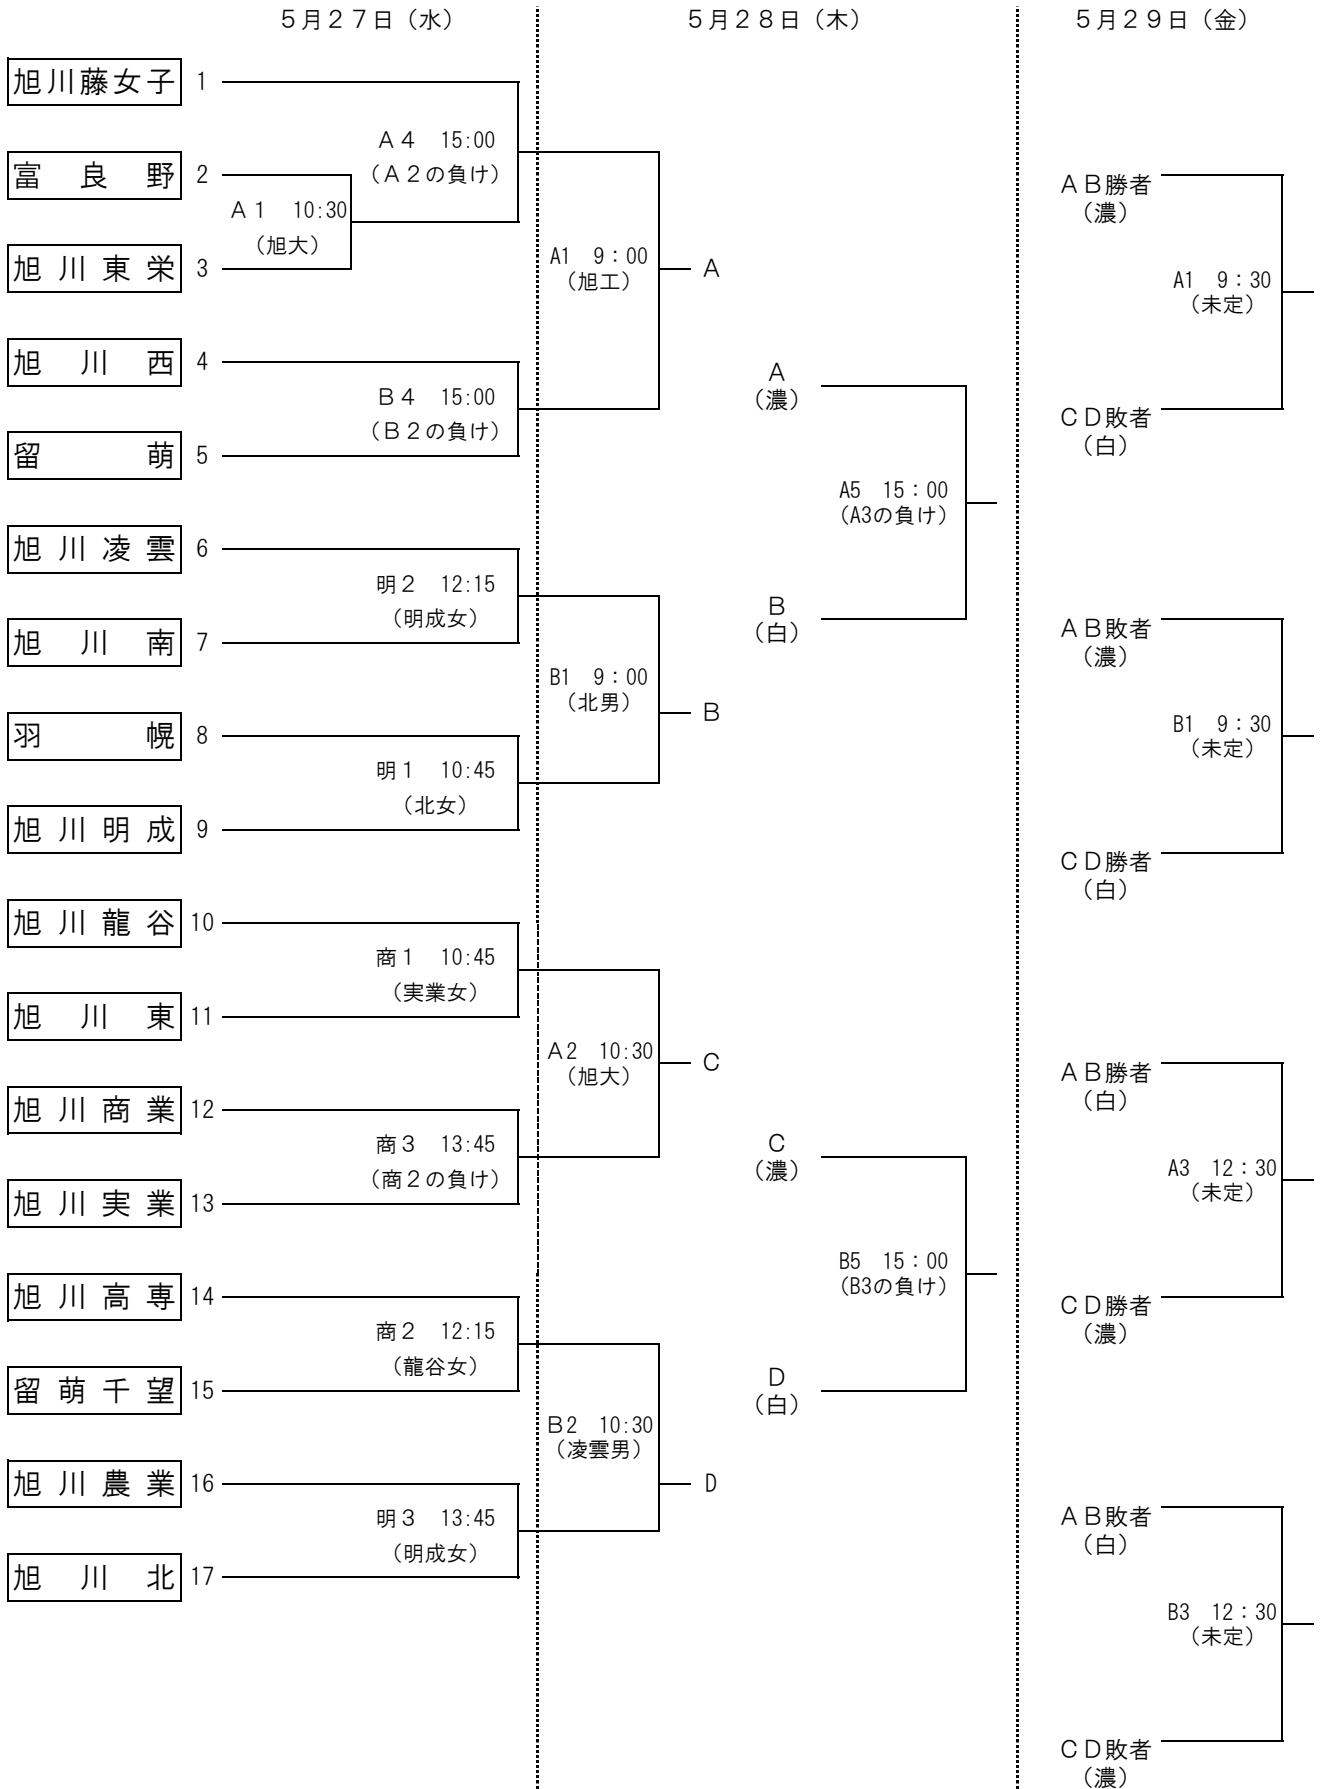 ５月２７日（水）
５月２８日（木）
５月２９日（金）
旭川藤女子 1
富良野 2
旭川東栄 3
旭川西 4
留萌 5
旭川凌雲 6
旭川南 7
羽幌 8
旭川明成 9
旭川龍谷 10
旭川東 11
旭川商業 12
旭川実業 13
旭川高専 14
留萌千望 15
旭川農業 16
旭川北 17
Ａ４　15:00
（Ａ２の負け）
Ａ１　10:30
（旭大）
Ｂ４　15:00
（Ｂ２の負け）
明２　12:15
（明成女）
明１　10:45
（北女）
商１　10:45
（実業女）
商３　13:45
（商２の負け）
商２　12:15
（龍谷女）
明３　13:45
（明成女）
A1　9：00
（旭工）
A
B1　9：00
（北男）
B
A2　10:30
（旭大）
C
B2　10:30
（凌雲男）
D
A
（濃）
A5　15：00
（A3の負け）
B
（白）
C
（濃）
B5　15：00
（B3の負け）
D
（白）
ＡＢ勝者
（濃）
A1　9：30
（未定）
ＣＤ敗者
（白）
ＡＢ敗者
（濃）
B1　9：30
（未定）
ＣＤ勝者
（白）
ＡＢ勝者
（白）
A3　12：30
（未定）
ＣＤ勝者
（濃）
ＡＢ敗者
（白）
B3　12：30
（未定）
ＣＤ敗者
（濃）